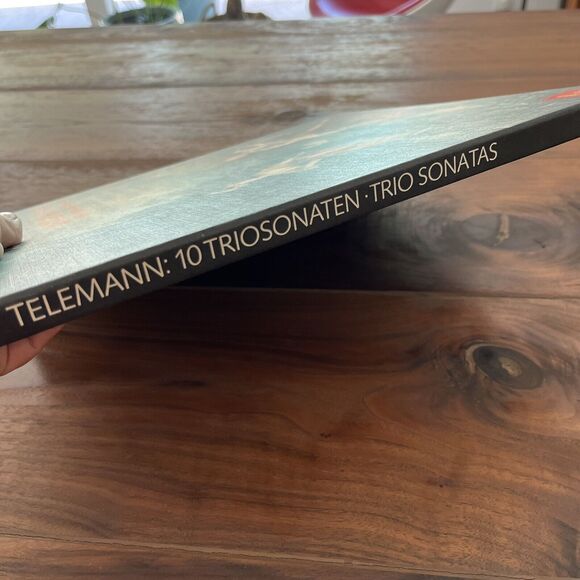 TELEMANN: 10 TRIOSONATEN · TRIO SONATAS